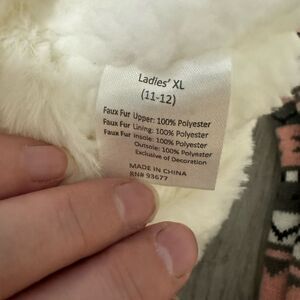 Ladies' XL
(11-12)
Faux Fur Upper: 100% Polyester
Faux Fur Lining: 100% Polyester
Faux Fur Insole: 100% Polyester
Outsole: 100% Polyester
Exclusive of Decoration
MADE IN CHINA
RN# 93677